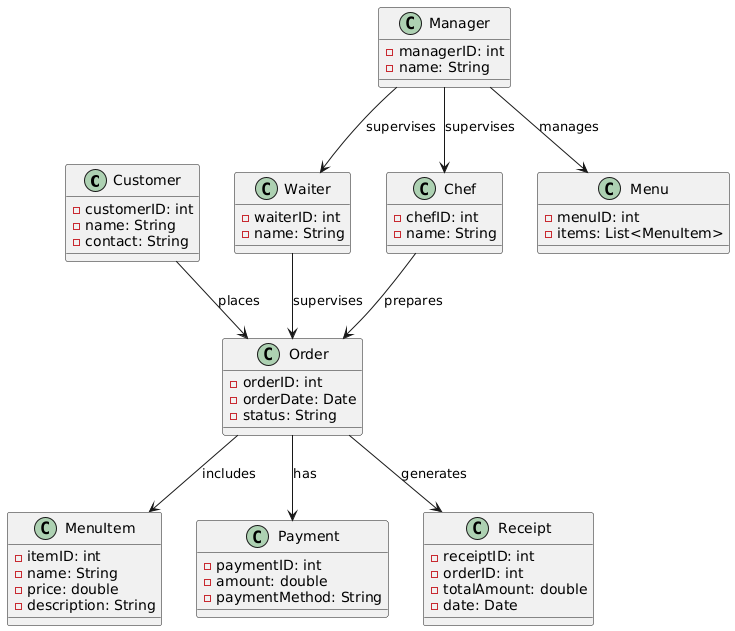 C Manager
managerID: int
name: String
supervises
supervises
manages
C Customer
customerID: int
name: String
contact: String
C Waiter
waiterID: int
name: String
C Chef
chefID: int
name: String
C Menu
menuID: int
items: List<MenuItem>
places
supervises
prepares
C Order
orderID: int
orderDate: Date
status: String
includes
has
generates
C MenuItem
itemID: int
name: String
price: double
description: String
C Payment
paymentID: int
amount: double
paymentMethod: String
C Receipt
receiptID: int
orderID: int
totalAmount: double
date: Date